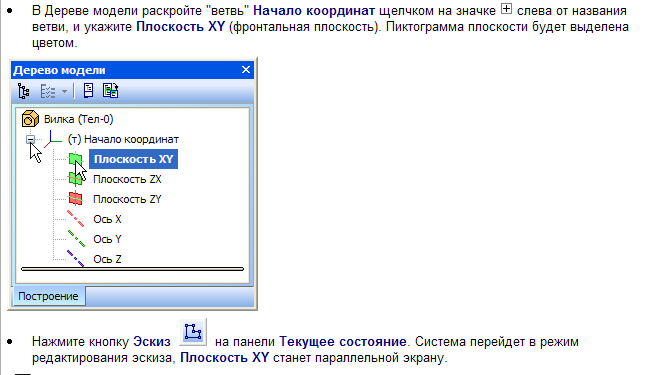 В Дереве модели раскройте "ветвь" Начало координат щелчком на значке слева от названия
ветви, и укажите Плоскость XY (фронтальная плоскость). Пиктограмма плоскости будет выделена
цветом.
Дерево модели
Вилка (Тел-0)
(т) Начало координат
Плоскость XY
Плоскость ZX
Плоскость ZY
Ось X
Ось Y
Ось Z
Построение
Нажмите кнопку Эскиз на панели Текущее состояние. Система перейдет в режим
редактирования эскиза, Плоскость XY станет параллельной экрану.